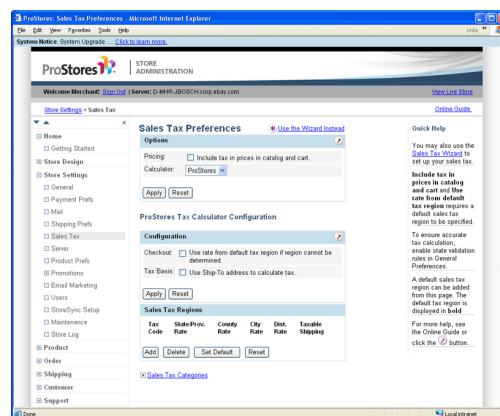 ProStores: Sales Tax Preferences - Microsoft Internet Explorer
File Edit View Favorites Tools Help Links
System Notice: System Upgrade .... Click to learn more.
ProStores
STORE
ADMINISTRATION
Welcome Merchant! Sign Out | Server: D-MHR-JBOSCH.corp.ebay.com View Live Store
Store Settings > Sales Tax Online Guide
Home
Getting Started
Store Design
Store Settings
General
Payment Prefs
Mail
Shipping Prefs
Sales Tax
Server
Product Prefs
Promotions
Email Marketing
Users
StoreSync Setup
Maintenance
Store Log
Product
Order
Shipping
Customer
Support
Sales Tax Preferences Use the Wizard Instead
Options
Pricing: Include tax in prices in catalog and cart.
Calculator: ProStores
Apply Reset
ProStores Tax Calculator Configuration
Configuration
Checkout: Use rate from default tax region if region cannot be
determined.
Tax Basis: Use Ship-To address to calculate tax.
Apply Reset
Sales Tax Regions
Tax State/Prov. County City Dist. Taxable
Code Rate Rate Rate Rate Shipping
Add Delete Set Default Reset
Sales Tax Categories
Quick Help
You may also use the
Sales Tax Wizard to
set up your sales tax.
Include tax in
prices in catalog
and cart and Use
rate from default
tax region requires a
default sales tax
region to be specified.
To ensure accurate
tax calculation,
enable state validation
rules in General
Preferences.
A default sales tax
region can be added
from this page. The
default tax region is
displayed in bold
For more help, see
the Online Guide or
click the button.
Done Local intranet